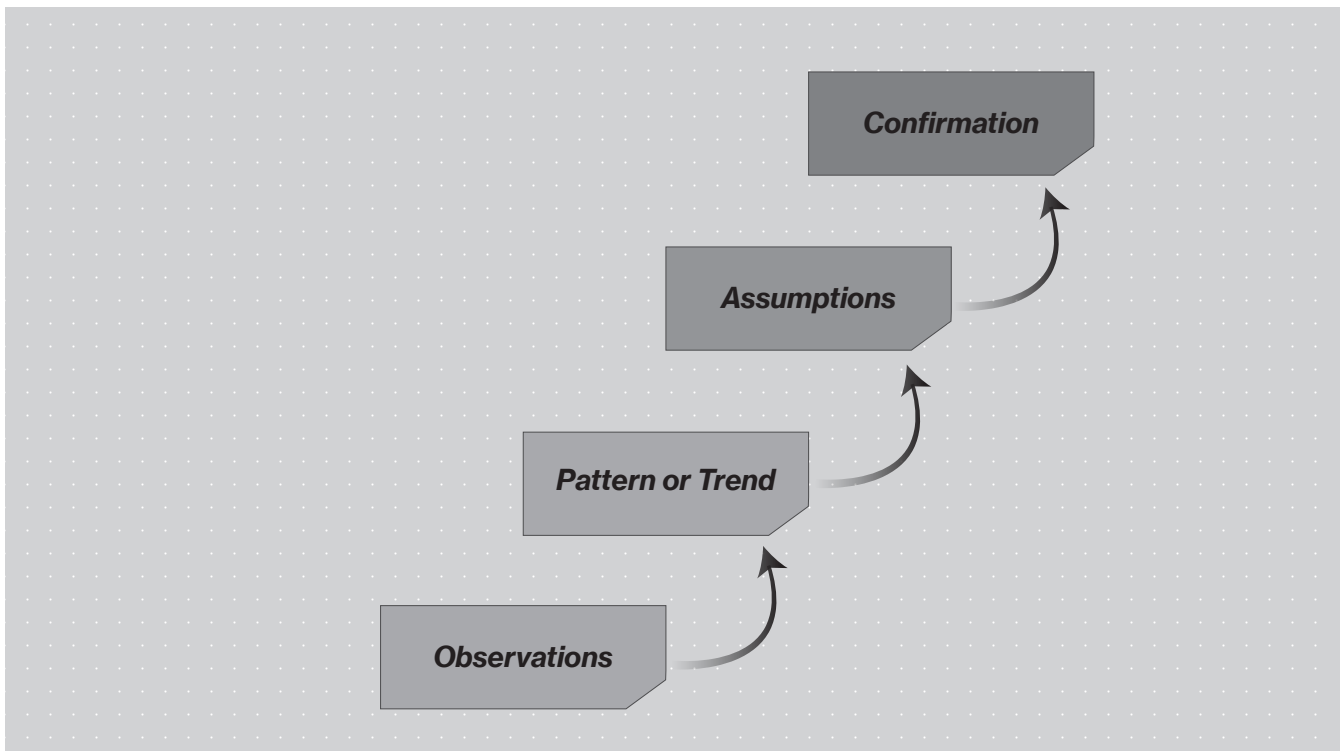 Confirmation
Assumptions
Pattern or Trend
Observations